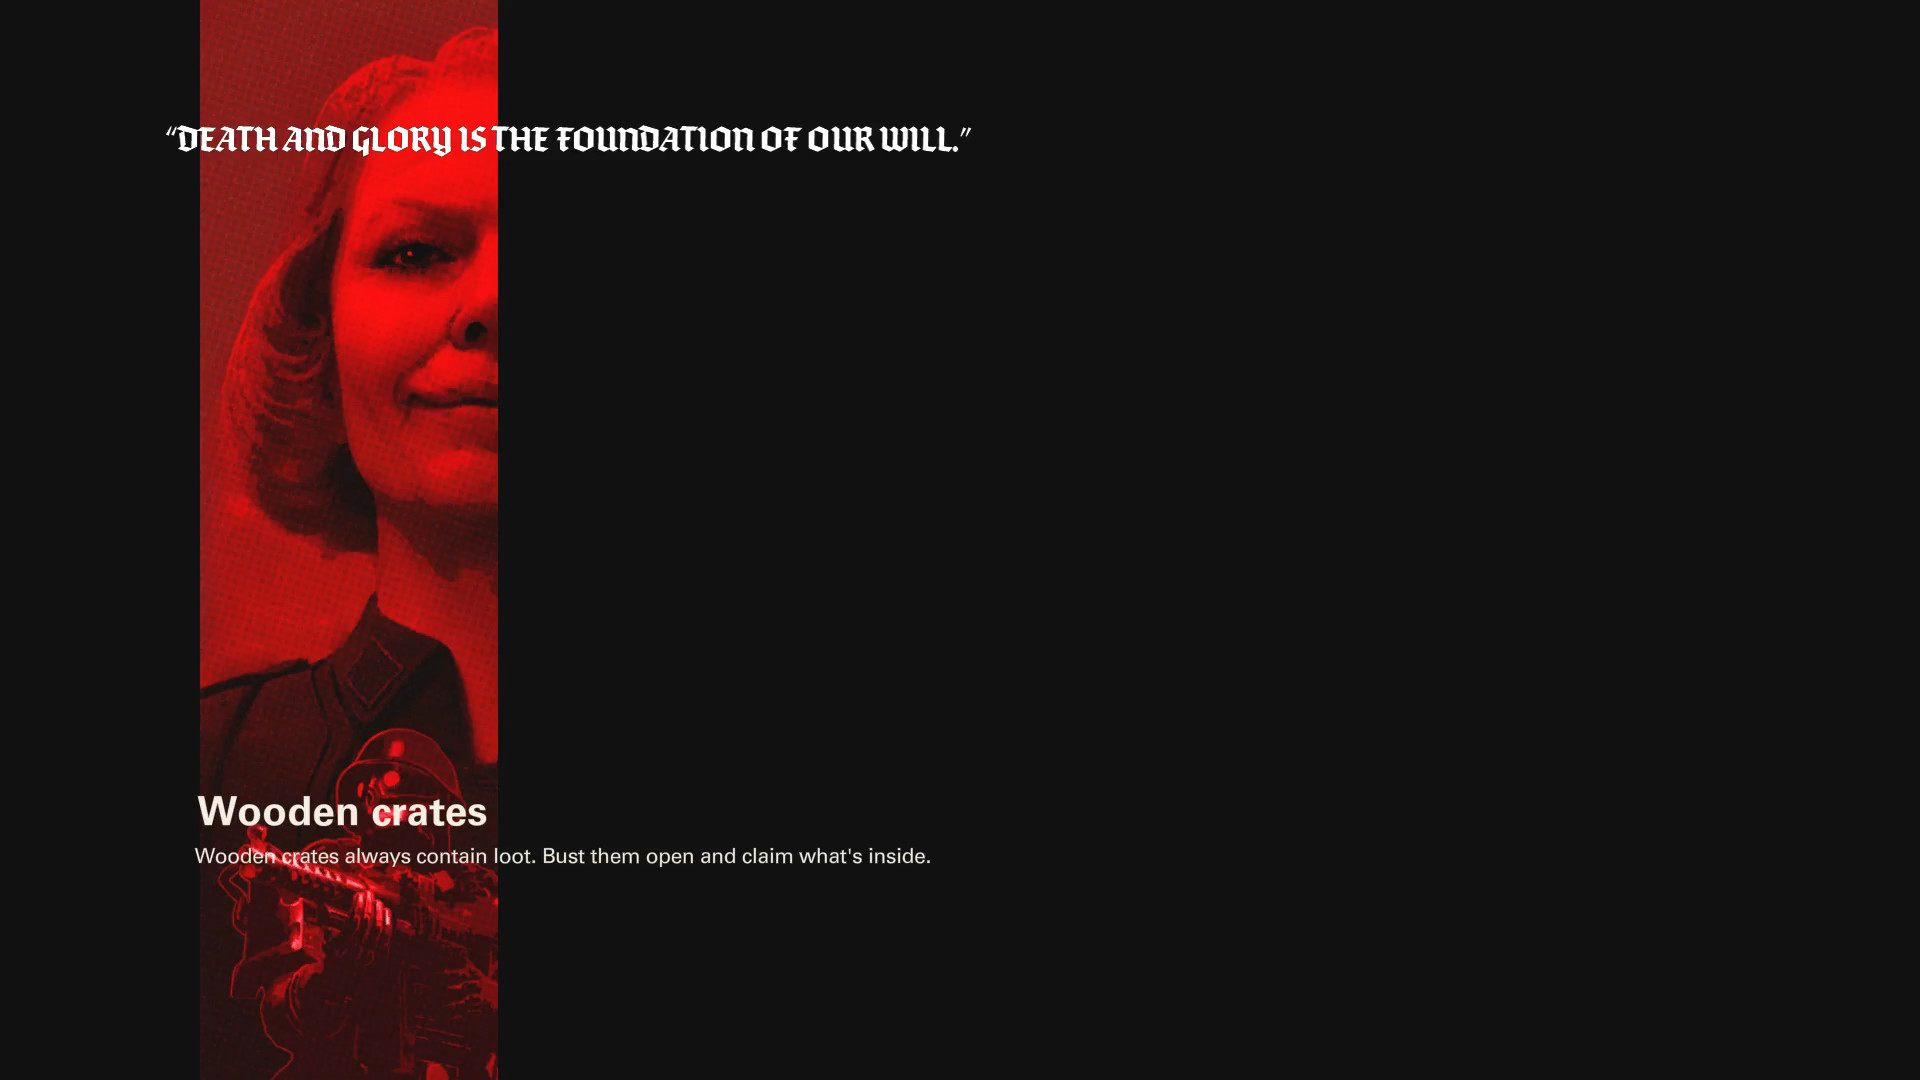 “DEATH AND GLORY IS THE FOUNDATION OF OUR WILL.”
Wooden crates
Wooden crates always contain loot. Bust them open and claim what's inside.